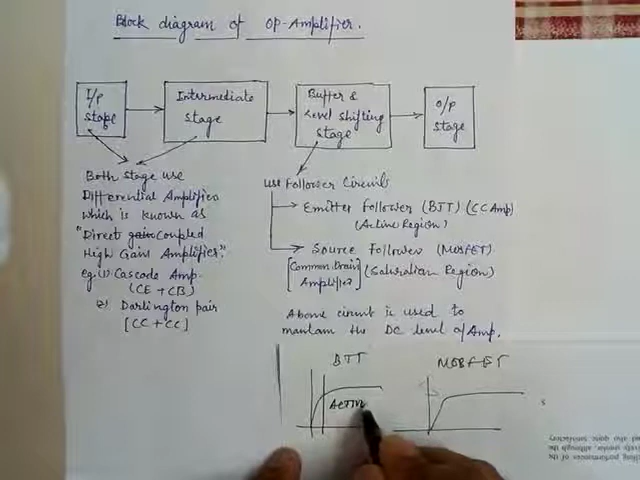 Block diagram of OP-Amplifier.
I/p
stage
Intermediate
stage
Buffer &
Level shifting
stage
O/p
stage
Both stage use
Differential Amplifier
which is known as
"Direct gain Coupled
High Gain Amplifier."
eg. (1) Cascode Amp.
(CE + CB)
2) Darlington pair
[CC + CC]
use Follower Circuits
Emitter Follower (BJT) (CC Amp)
(Active Region)
Source Follower (MOSFET)
[Common Drain Amplifier] (Saturation Region)
Above circuit is used to
maintain the DC level of Amp.
BJT
MOSFET
ACTIVE